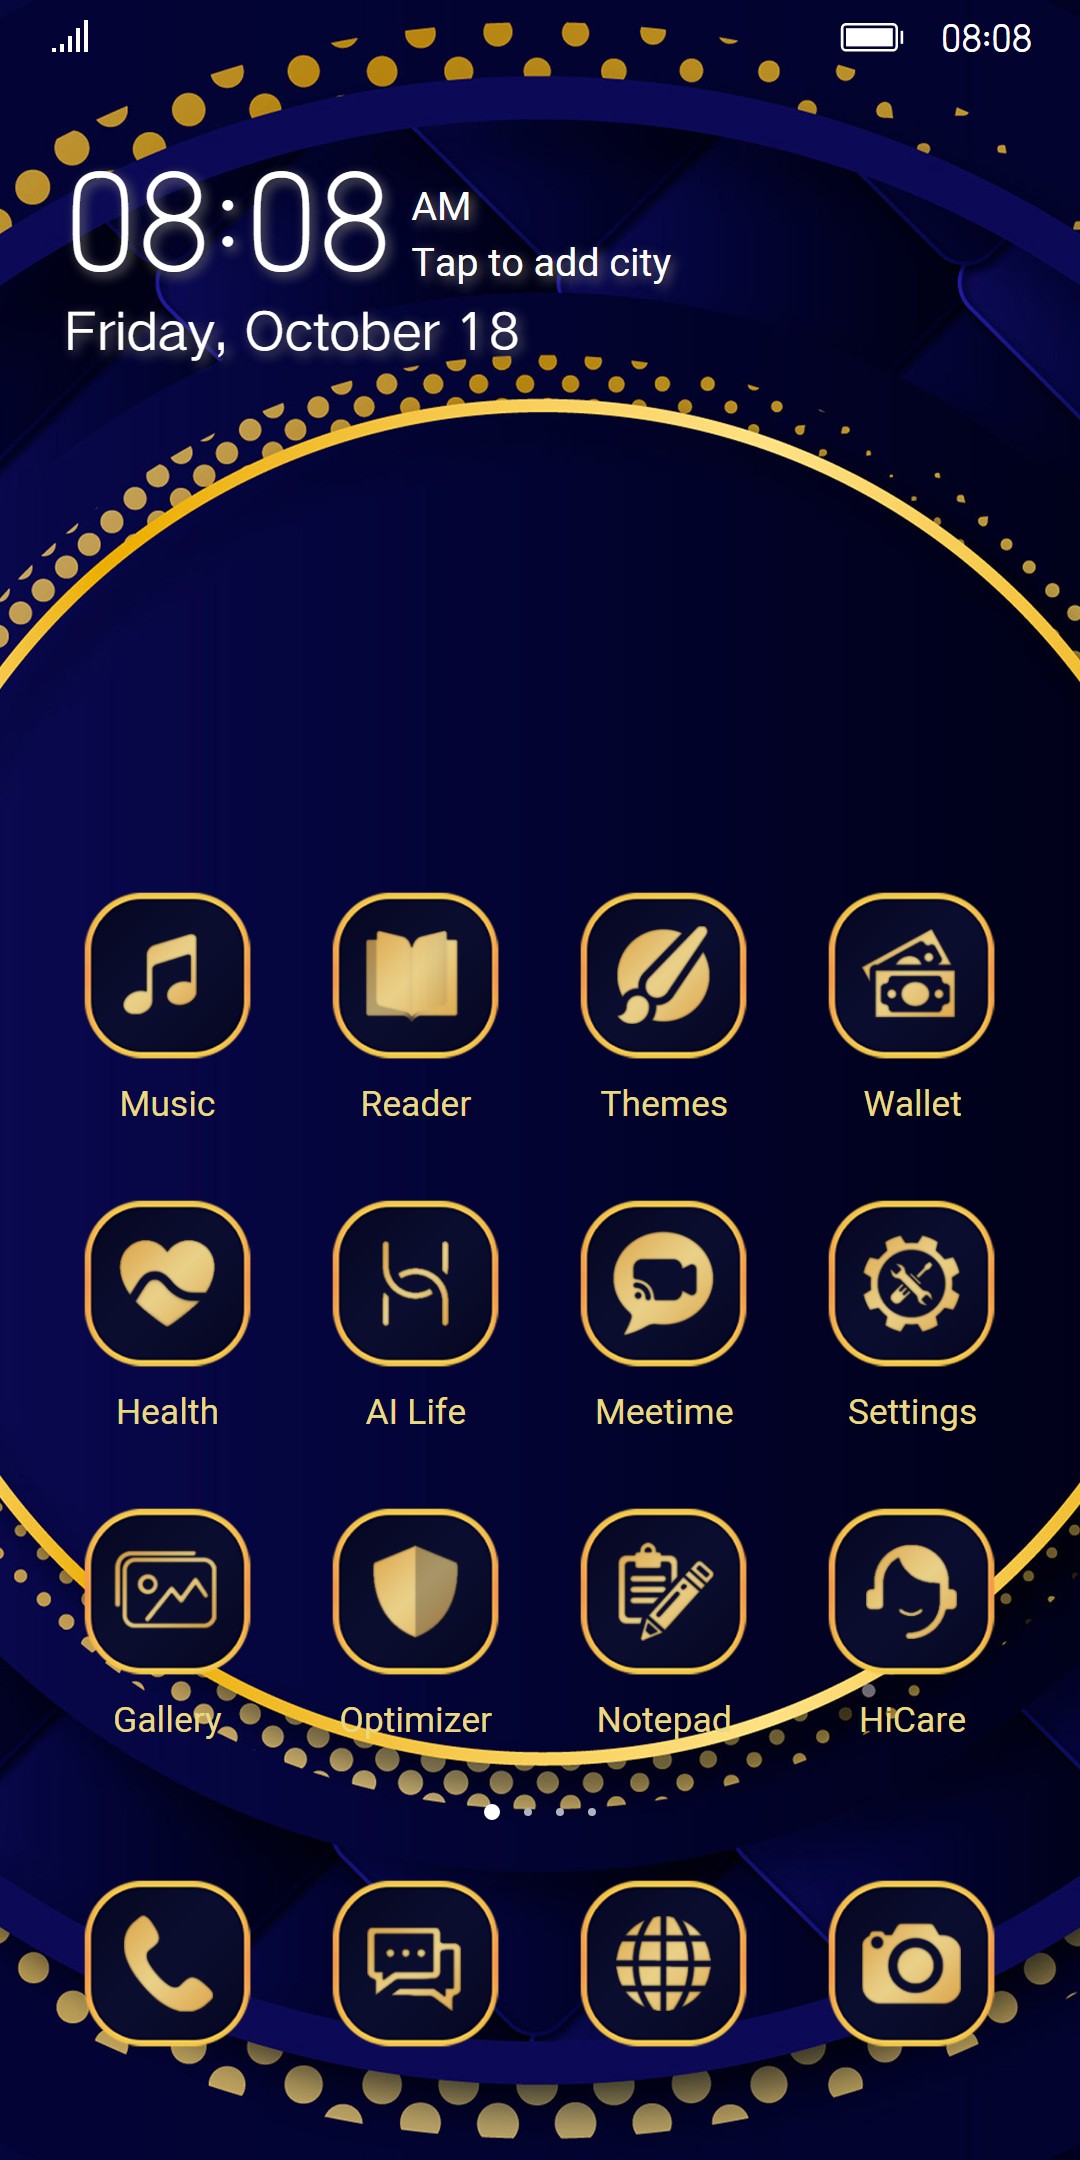 08:08
08:08 AM
Tap to add city
Friday, October 18
Music Reader Themes Wallet
Health AI Life Meetime Settings
Gallery Optimizer Notepad HiCare